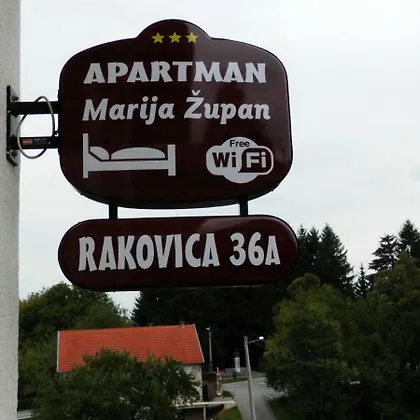 APARTMAN
Marija Župan
Free
WiFi
RAKOVICA 36A